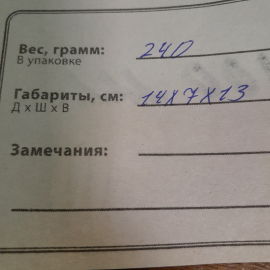 Вес, грамм: 240
В упаковке
Габариты, см: 14х7х13
Д х Ш х В
Замечания: